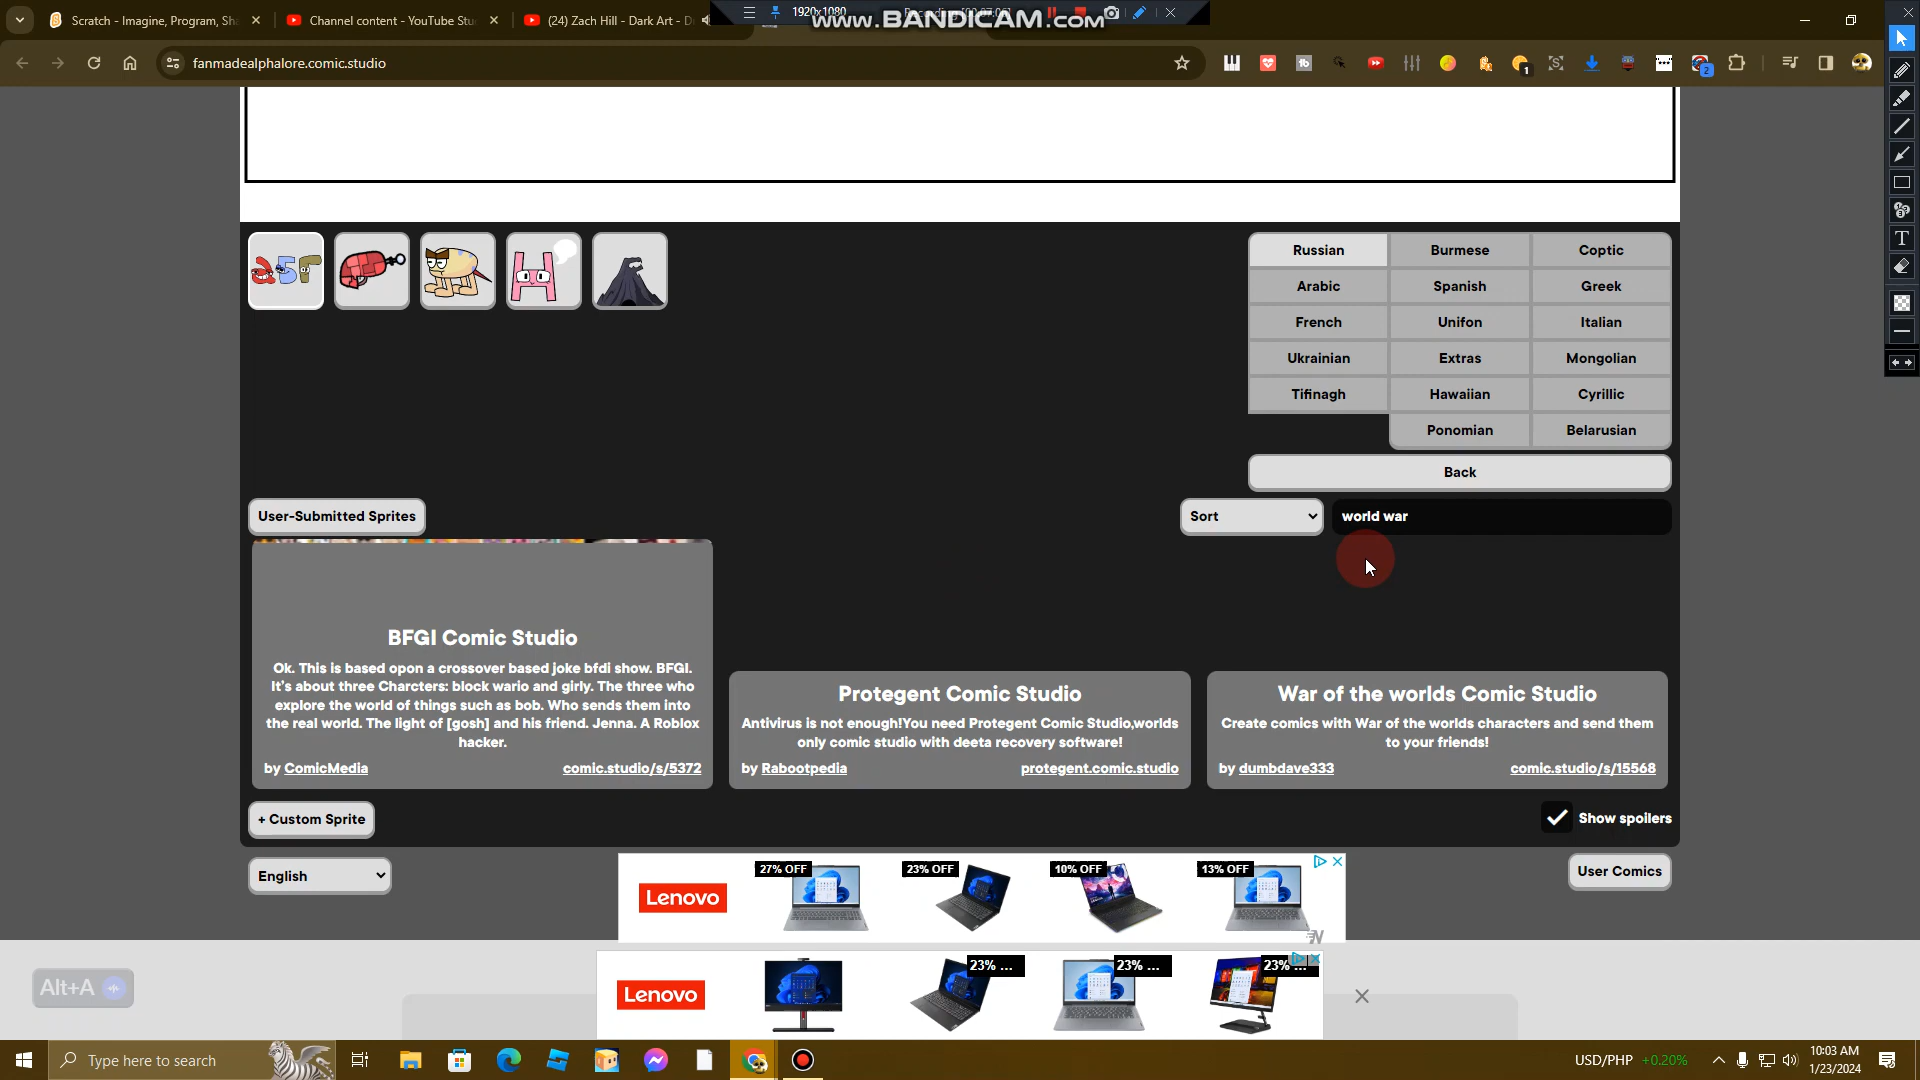 Scratch - Imagine, Program, Sh
Channel content - YouTube Stu
(24) Zach Hill - Dark Art - D
1920x1080
www.BANDICAM.com
fanmadealphalore.comic.studio
Russian Burmese Coptic
Arabic Spanish Greek
French Unifon Italian
Ukrainian Extras Mongolian
Tifinagh Hawaiian Cyrillic
Ponomian Belarusian
Back
User-Submitted Sprites
Sort
world war
BFGI Comic Studio
Ok. This is based opon a crossover based joke bfdi show. BFGI.
It's about three Charcters: block wario and girly. The three who
explore the world of things such as bob. Who sends them into
the real world. The light of [gosh] and his friend. Jenna. A Roblox
hacker.
by ComicMedia comic.studio/s/5372
Protegent Comic Studio
Antivirus is not enough!You need Protegent Comic Studio,worlds
only comic studio with deeta recovery software!
by Rabootpedia protegent.comic.studio
War of the worlds Comic Studio
Create comics with War of the worlds characters and send them
to your friends!
by dumbdave333 comic.studio/s/15568
+ Custom Sprite
Show spoilers
English
User Comics
Lenovo 27% OFF 23% OFF 10% OFF 13% OFF
Lenovo 23% ... 23% ... 23% ...
Alt+A
Type here to search
USD/PHP +0.20%
10:03 AM
1/23/2024